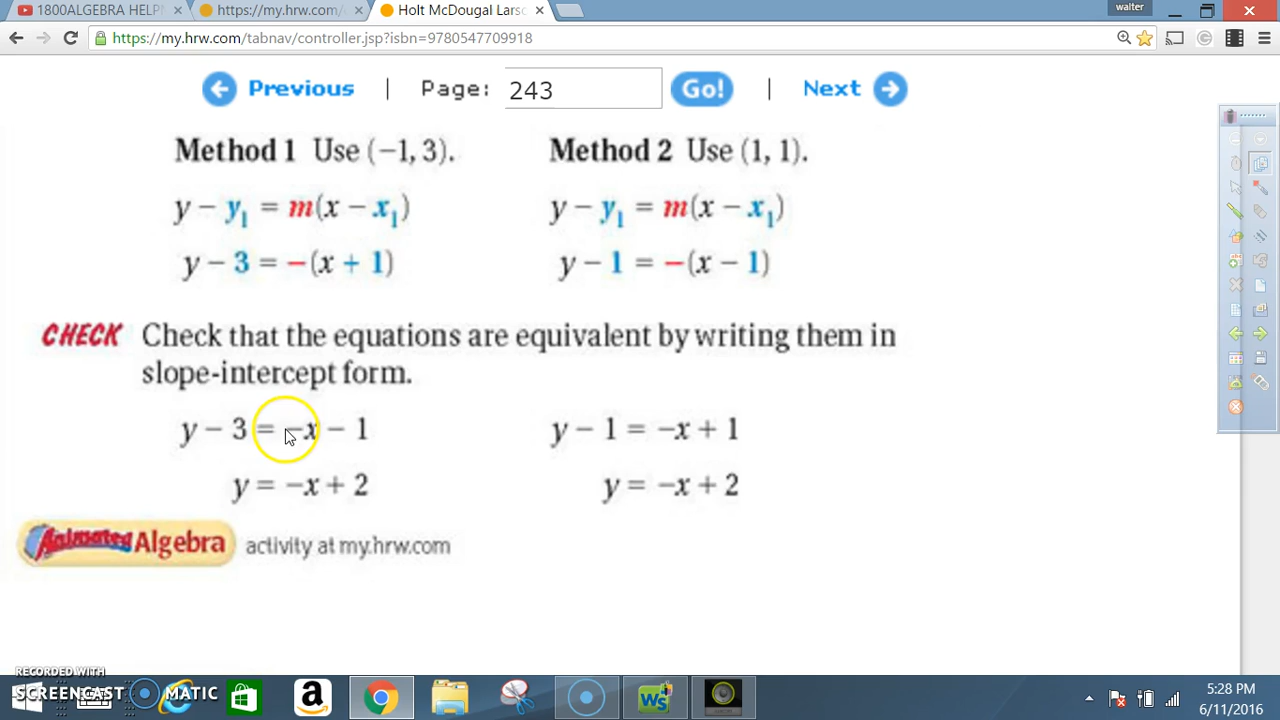 1800ALGEBRA HELP
https://my.hrw.com/
Holt McDougal Lars
walter
https://my.hrw.com/tabnav/controller.jsp?isbn=9780547709918
Previous | Page: 243 Go! | Next
Method 1 Use (−1, 3).
y − y₁ = m(x − x₁)
y − 3 = −(x + 1)
Method 2 Use (1, 1).
y − y₁ = m(x − x₁)
y − 1 = −(x − 1)
CHECK Check that the equations are equivalent by writing them in
slope-intercept form.
y − 3 = −x − 1
y = −x + 2
y − 1 = −x + 1
y = −x + 2
Animated Algebra activity at my.hrw.com
RECORDED WITH
SCREENCAST MATIC
5:28 PM
6/11/2016